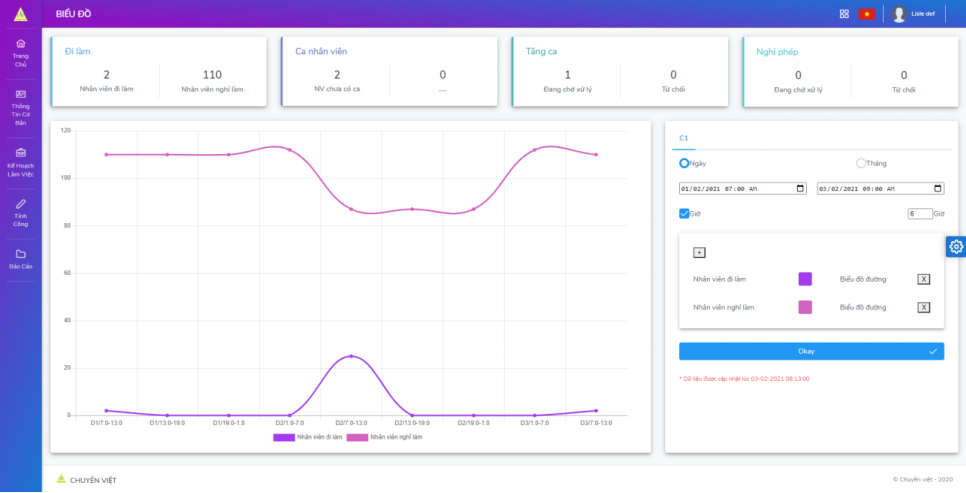 BIỂU ĐỒ
Lisle def
Trang
Chủ
Thông
Tin Cơ
Bản
Kế Hoạch
Làm Việc
Tính
Công
Báo Cáo
Đi làm
2
Nhân viên đi làm
110
Nhân viên nghỉ làm
Ca nhân viên
2
NV chưa có ca
0
.....
Tăng ca
1
Đang chờ xử lý
0
Từ chối
Nghỉ phép
0
Đang chờ xử lý
0
Từ chối
120
100
80
60
40
20
0
D1/7:0-13:0
D1/13:0-19:0
D1/19:0-1:0
D2/1:0-7:0
D2/7:0-13:0
D2/13:0-19:0
D2/19:0-1:0
D3/1:0-7:0
D3/7:0-13:0
Nhân viên đi làm
Nhân viên nghỉ làm
C1
Ngày
Tháng
01/02/2021 07:00 AM
03/02/2021 09:00 AM
Giờ
6 Giờ
+
Nhân viên đi làm
Biểu đồ đường
X
Nhân viên nghỉ làm
Biểu đồ đường
X
Okay
* Dữ liệu được cập nhật lúc 03-02-2021 08:13:00
CHUYÊN VIỆT
© Chuyên việt - 2020